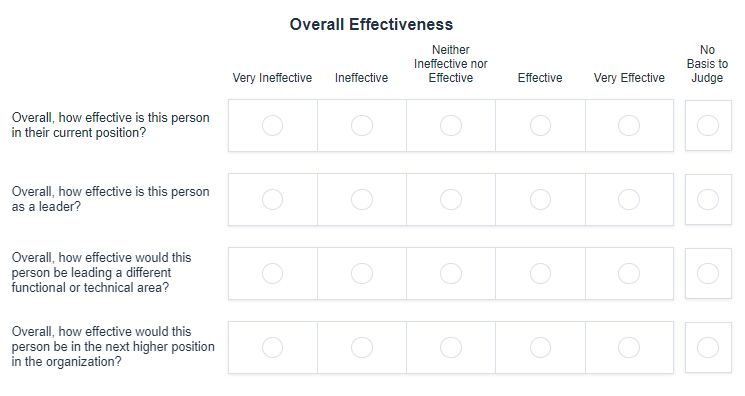 Overall Effectiveness
Very Ineffective
Ineffective
Neither
Ineffective nor
Effective
Effective
Very Effective
No
Basis to
Judge
Overall, how effective is this person
in their current position?
Overall, how effective is this person
as a leader?
Overall, how effective would this
person be leading a different
functional or technical area?
Overall, how effective would this
person be in the next higher position
in the organization?